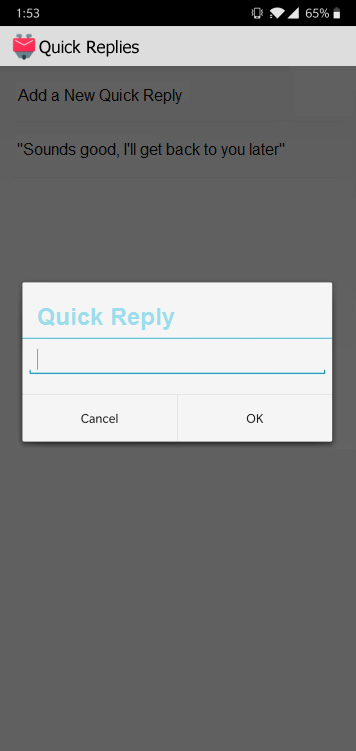 1:53 65%
Quick Replies
Add a New Quick Reply
"Sounds good, I'll get back to you later"
Quick Reply
Cancel OK